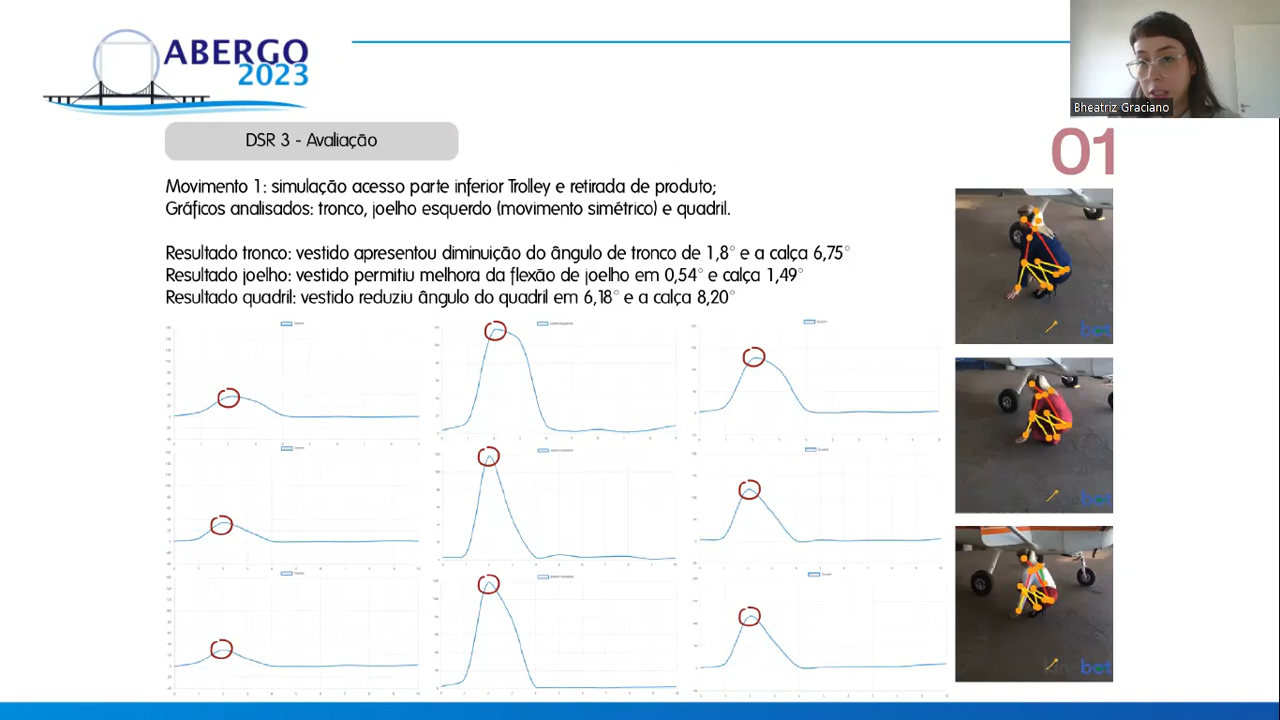 ABERGO
2023
Bheatriz Graciano
DSR 3 - Avaliação
01
Movimento 1: simulação acesso parte inferior Trolley e retirada de produto;
Gráficos analisados: tronco, joelho esquerdo (movimento simétrico) e quadril.
Resultado tronco: vestido apresentou diminuição do ângulo de tronco de 1,8° e a calça 6,75°
Resultado joelho: vestido permitiu melhora da flexão de joelho em 0,54° e calça 1,49°
Resultado quadril: vestido reduziu ângulo do quadril em 6,18° e a calça 8,20°
bot
bot
bot